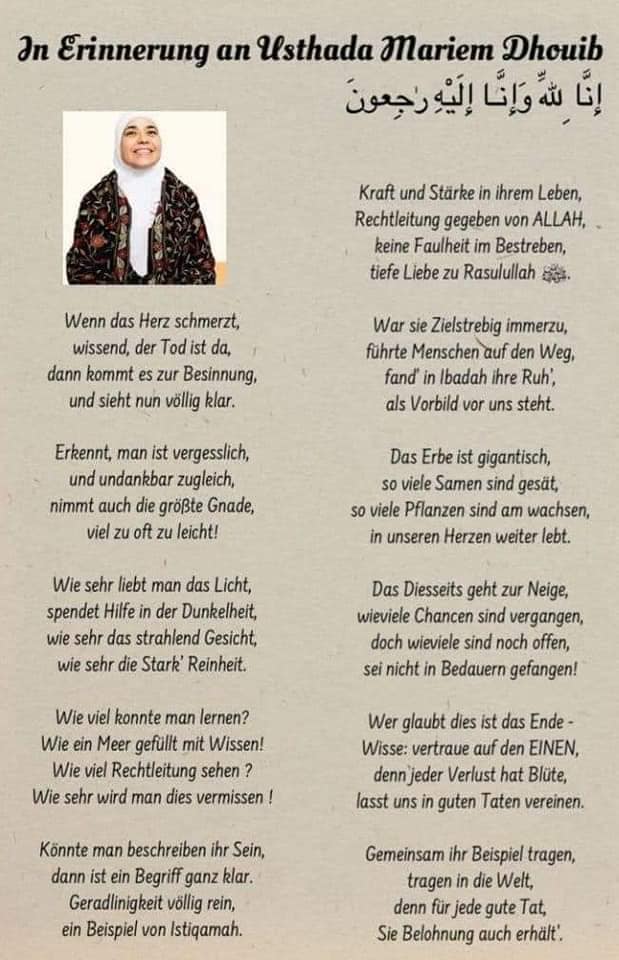 In Erinnerung an Usthada Mariem Dhouib
إِنَّا لِلَّٰهِ وَإِنَّا إِلَيْهِ رَٰجِعونَ
Wenn das Herz schmerzt,
wissend, der Tod ist da,
dann kommt es zur Besinnung,
und sieht nun völlig klar.
Erkennt, man ist vergesslich,
und undankbar zugleich,
nimmt auch die größte Gnade,
viel zu oft zu leicht!
Wie sehr liebt man das Licht,
spendet Hilfe in der Dunkelheit,
wie sehr das strahlend Gesicht,
wie sehr die Stark' Reinheit.
Wie viel konnte man lernen?
Wie ein Meer gefüllt mit Wissen!
Wie viel Rechtleitung sehen ?
Wie sehr wird man dies vermissen !
Könnte man beschreiben ihr Sein,
dann ist ein Begriff ganz klar.
Geradlinigkeit völlig rein,
ein Beispiel von Istiqamah.
Kraft und Stärke in ihrem Leben,
Rechtleitung gegeben von ALLAH,
keine Faulheit im Bestreben,
tiefe Liebe zu Rasulullah ﷺ.
War sie Zielstrebig immerzu,
führte Menschen auf den Weg,
fand' in Ibadah ihre Ruh',
als Vorbild vor uns steht.
Das Erbe ist gigantisch,
so viele Samen sind gesät,
so viele Pflanzen sind am wachsen,
in unseren Herzen weiter lebt.
Das Diesseits geht zur Neige,
wieviele Chancen sind vergangen,
doch wieviele sind noch offen,
sei nicht in Bedauern gefangen!
Wer glaubt dies ist das Ende -
Wisse: vertraue auf den EINEN,
denn jeder Verlust hat Blüte,
lasst uns in guten Taten vereinen.
Gemeinsam ihr Beispiel tragen,
tragen in die Welt,
denn für jede gute Tat,
Sie Belohnung auch erhält'.